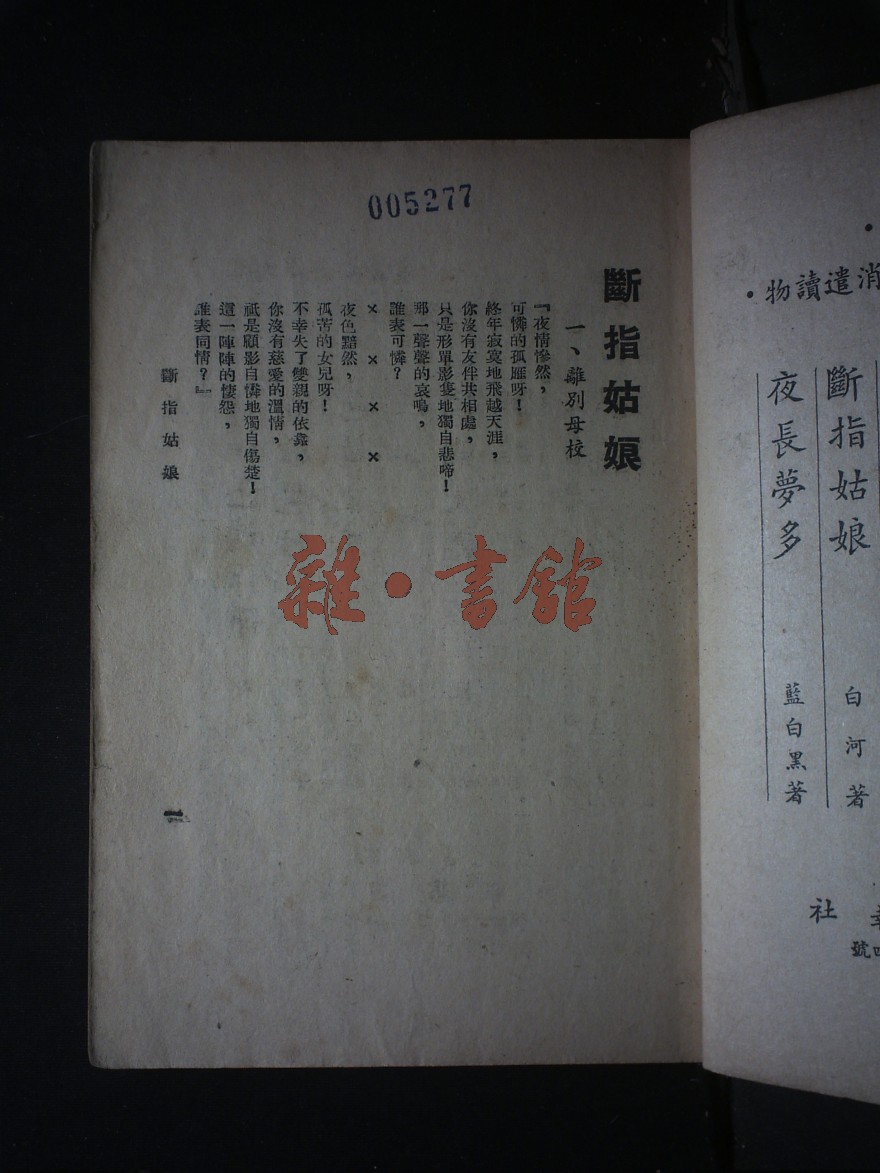 消遣讀物·
斷指姑娘 白河著
夜長夢多 藍白黑著
社
號
005277
斷指姑娘
一、離別母校
『夜情慘然，
可憐的孤雁呀！
終年寂寞地飛越天涯，
你沒有友伴共相處，
只是形單影隻地獨自悲啼！
那一聲聲的哀鳴，
誰表可憐？
× × × ×
夜色黯然，
孤苦的女兒呀！
不幸失了雙親的依靠，
你沒有慈愛的溫情，
祗是顧影自憐地獨自傷楚！
這一陣陣的悽怨，
誰表同情？』
斷指姑娘
一
雜·書館